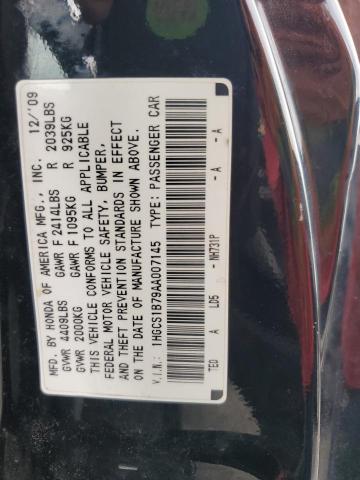 MFD. BY HONDA OF AMERICA MFG., INC. 12/'09
GVWR 4409LBS GAWR F 2414LBS R 2039LBS
GVWR 2000KG GAWR F 1095KG R 925KG
THIS VEHICLE CONFORMS TO ALL APPLICABLE
FEDERAL MOTOR VEHICLE SAFETY, BUMPER,
AND THEFT PREVENTION STANDARDS IN EFFECT
ON THE DATE OF MANUFACTURE SHOWN ABOVE.
V.I.N.: 1HGCS1B79AA007145 TYPE: PASSENGER CAR
TED A LD5 - NH731P - A - A